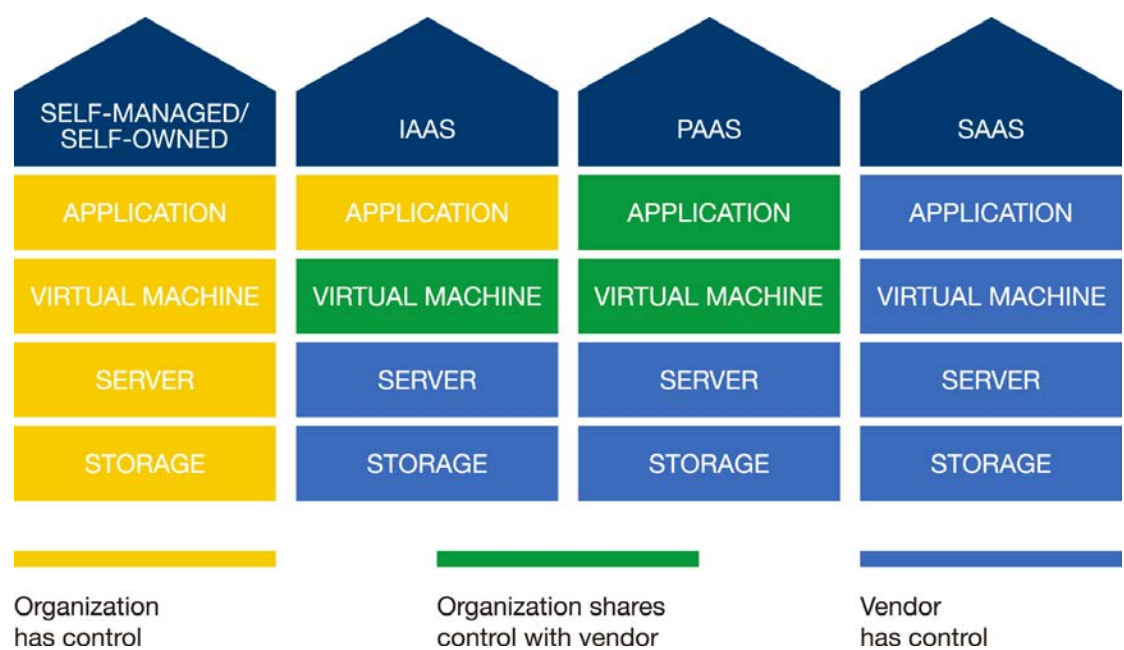 SELF-MANAGED/
SELF-OWNED
IAAS
PAAS
SAAS
APPLICATION
APPLICATION
APPLICATION
APPLICATION
VIRTUAL MACHINE
VIRTUAL MACHINE
VIRTUAL MACHINE
VIRTUAL MACHINE
SERVER
SERVER
SERVER
SERVER
STORAGE
STORAGE
STORAGE
STORAGE
Organization
has control
Organization shares
control with vendor
Vendor
has control